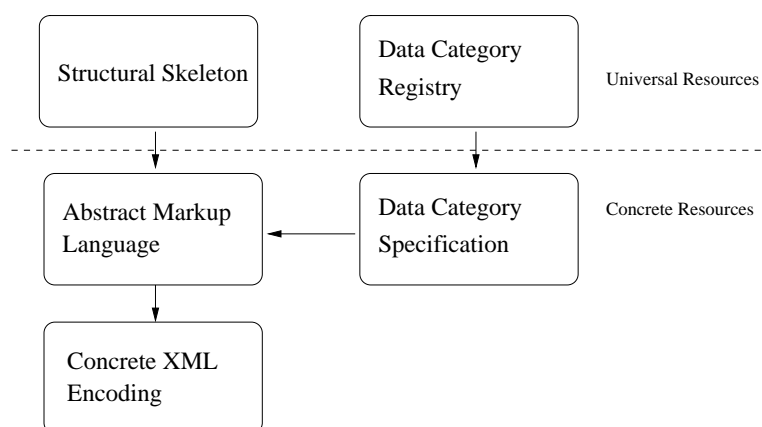 Structural Skeleton
Data Category
Registry
Universal Resources
Abstract Markup
Language
Data Category
Specification
Concrete Resources
Concrete XML
Encoding